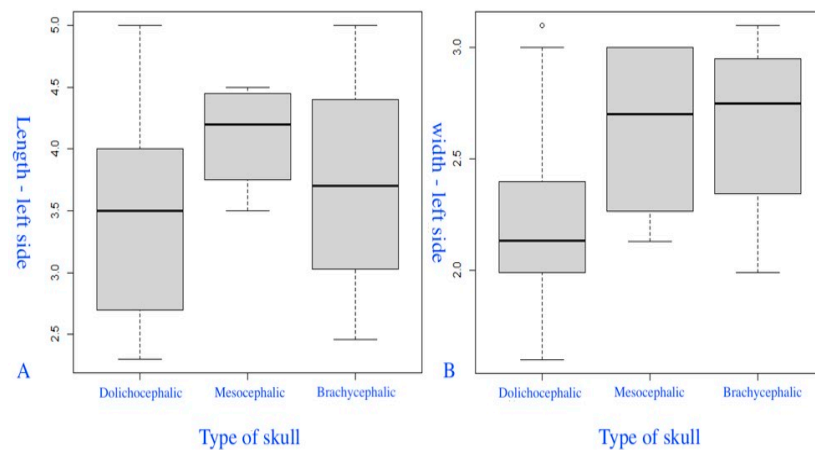 Length - left side
5.0
4.5
4.0
3.5
3.0
2.5
A
Dolichocephalic Mesocephalic Brachycephalic
Type of skull
width - left side
3.0
2.5
2.0
B
Dolichocephalic Mesocephalic Brachycephalic
Type of skull